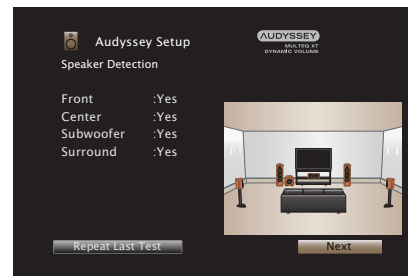 Audyssey Setup
AUDYSSEY
MULTEQ XT
DYNAMIC VOLUME
Speaker Detection
Front :Yes
Center :Yes
Subwoofer :Yes
Surround :Yes
Repeat Last Test
Next